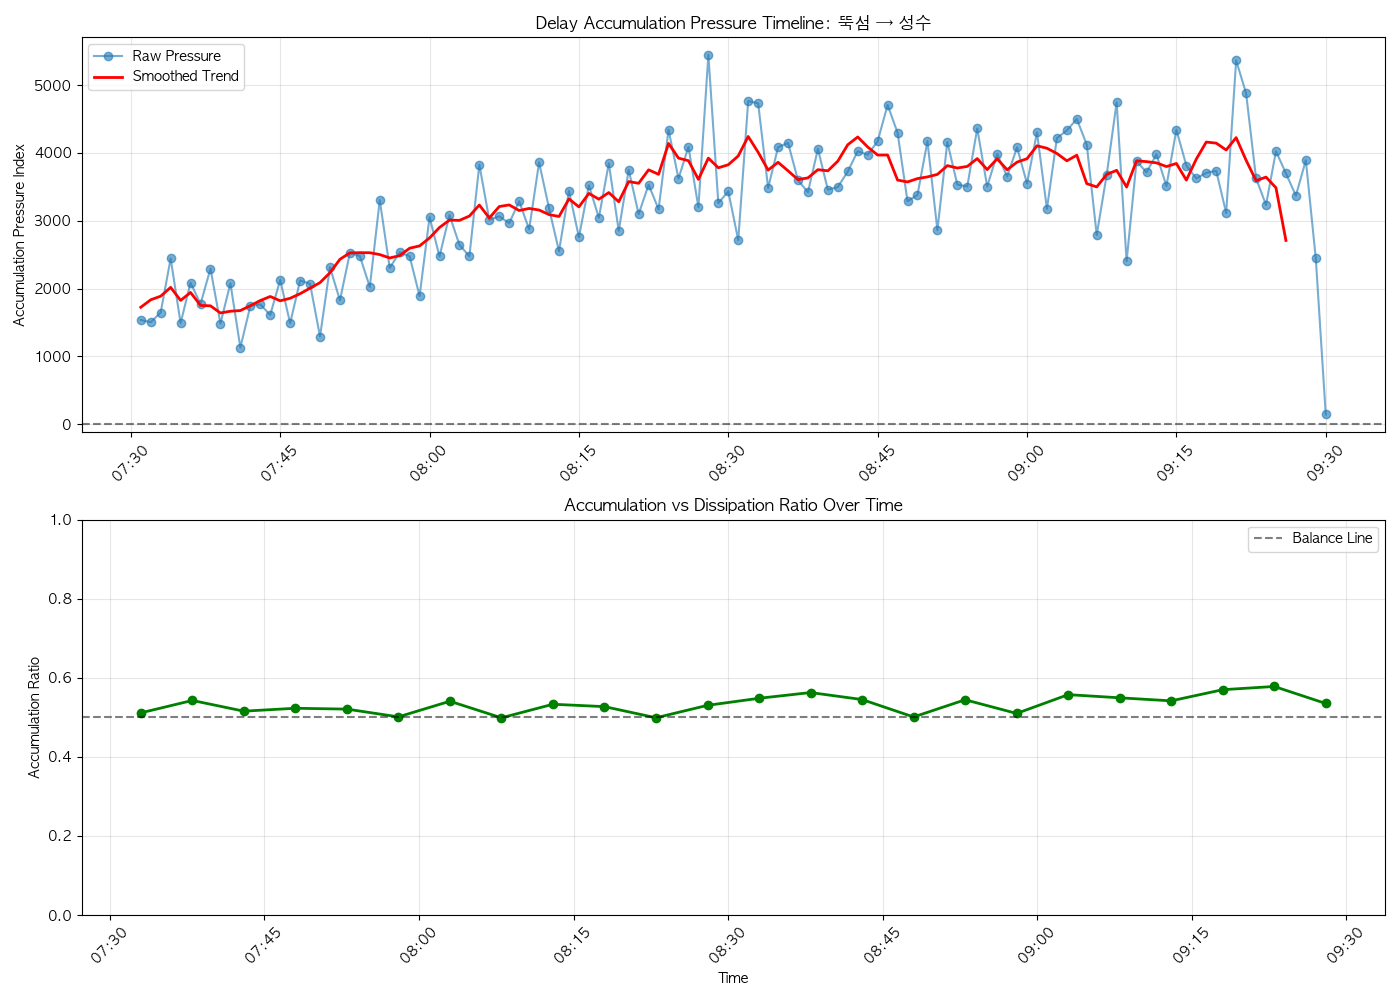 Delay Accumulation Pressure Timeline: 뚝섬 → 성수
Raw Pressure
Smoothed Trend
Accumulation Pressure Index
5000
4000
3000
2000
1000
0
07:30 07:45 08:00 08:15 08:30 08:45 09:00 09:15 09:30
Accumulation vs Dissipation Ratio Over Time
Balance Line
Accumulation Ratio
1.0
0.8
0.6
0.4
0.2
0.0
07:30 07:45 08:00 08:15 08:30 08:45 09:00 09:15 09:30
Time